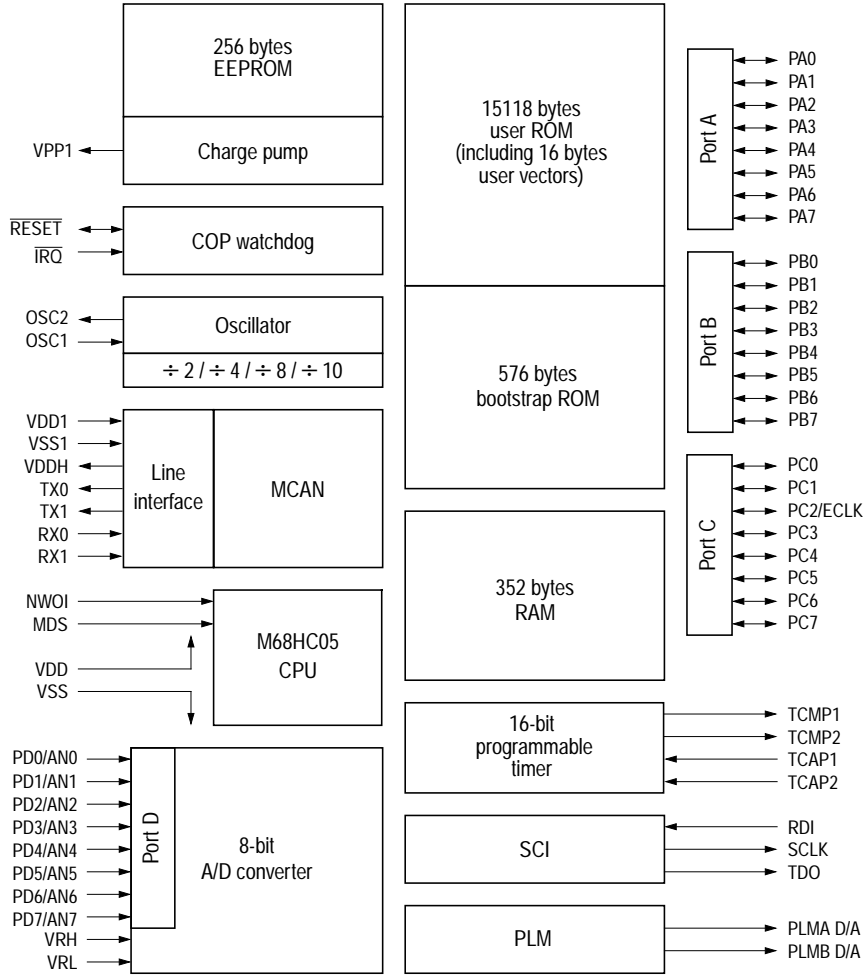 256 bytes
EEPROM
VPP1
Charge pump
RESET
IRQ
COP watchdog
OSC2
OSC1
Oscillator
÷ 2 / ÷ 4 / ÷ 8 / ÷ 10
VDD1
VSS1
VDDH
TX0
TX1
RX0
RX1
Line
interface
MCAN
NWOI
MDS
VDD
VSS
M68HC05
CPU
PD0/AN0
PD1/AN1
PD2/AN2
PD3/AN3
PD4/AN4
PD5/AN5
PD6/AN6
PD7/AN7
VRH
VRL
Port D
8-bit
A/D converter
15118 bytes
user ROM
(including 16 bytes
user vectors)
576 bytes
bootstrap ROM
352 bytes
RAM
16-bit
programmable
timer
SCI
PLM
Port A
PA0
PA1
PA2
PA3
PA4
PA5
PA6
PA7
Port B
PB0
PB1
PB2
PB3
PB4
PB5
PB6
PB7
Port C
PC0
PC1
PC2/ECLK
PC3
PC4
PC5
PC6
PC7
TCMP1
TCMP2
TCAP1
TCAP2
RDI
SCLK
TDO
PLMA D/A
PLMB D/A